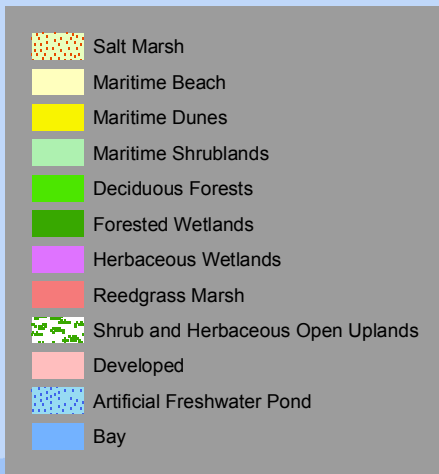 Salt Marsh
Maritime Beach
Maritime Dunes
Maritime Shrublands
Deciduous Forests
Forested Wetlands
Herbaceous Wetlands
Reedgrass Marsh
Shrub and Herbaceous Open Uplands
Developed
Artificial Freshwater Pond
Bay